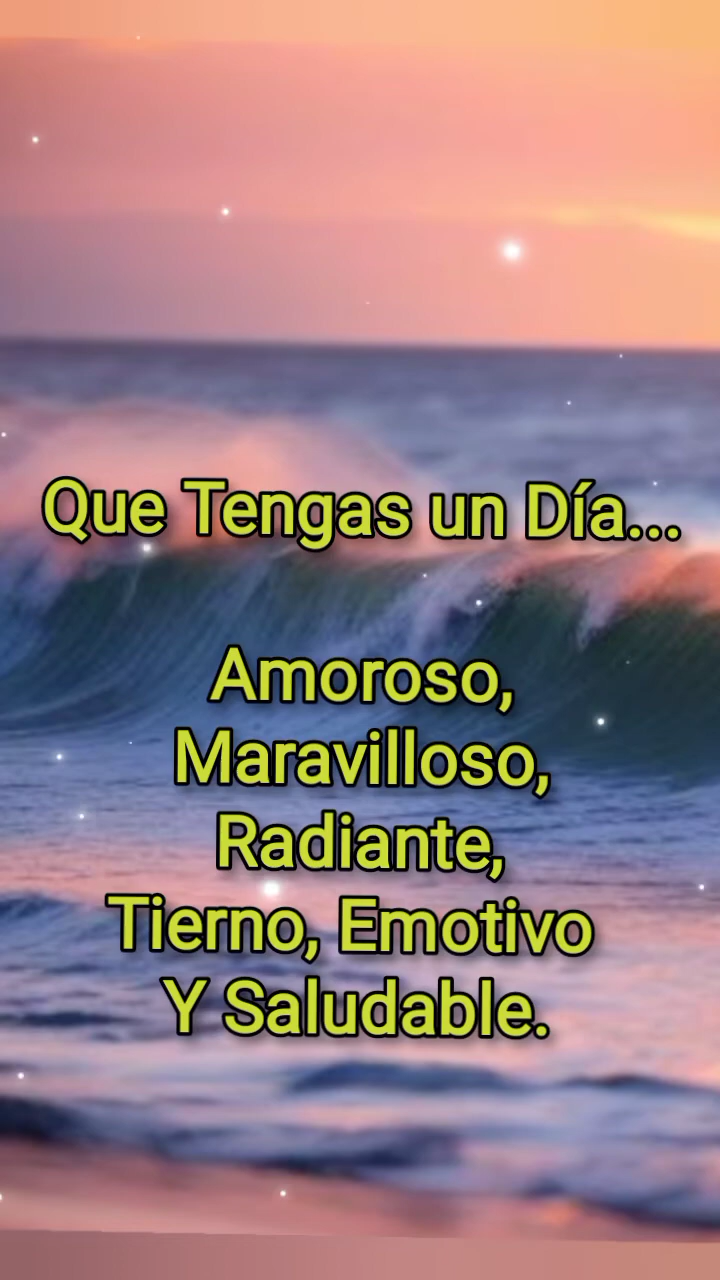 Que Tengas un Día...
Amoroso,
Maravilloso,
Radiante,
Tierno, Emotivo
Y Saludable.